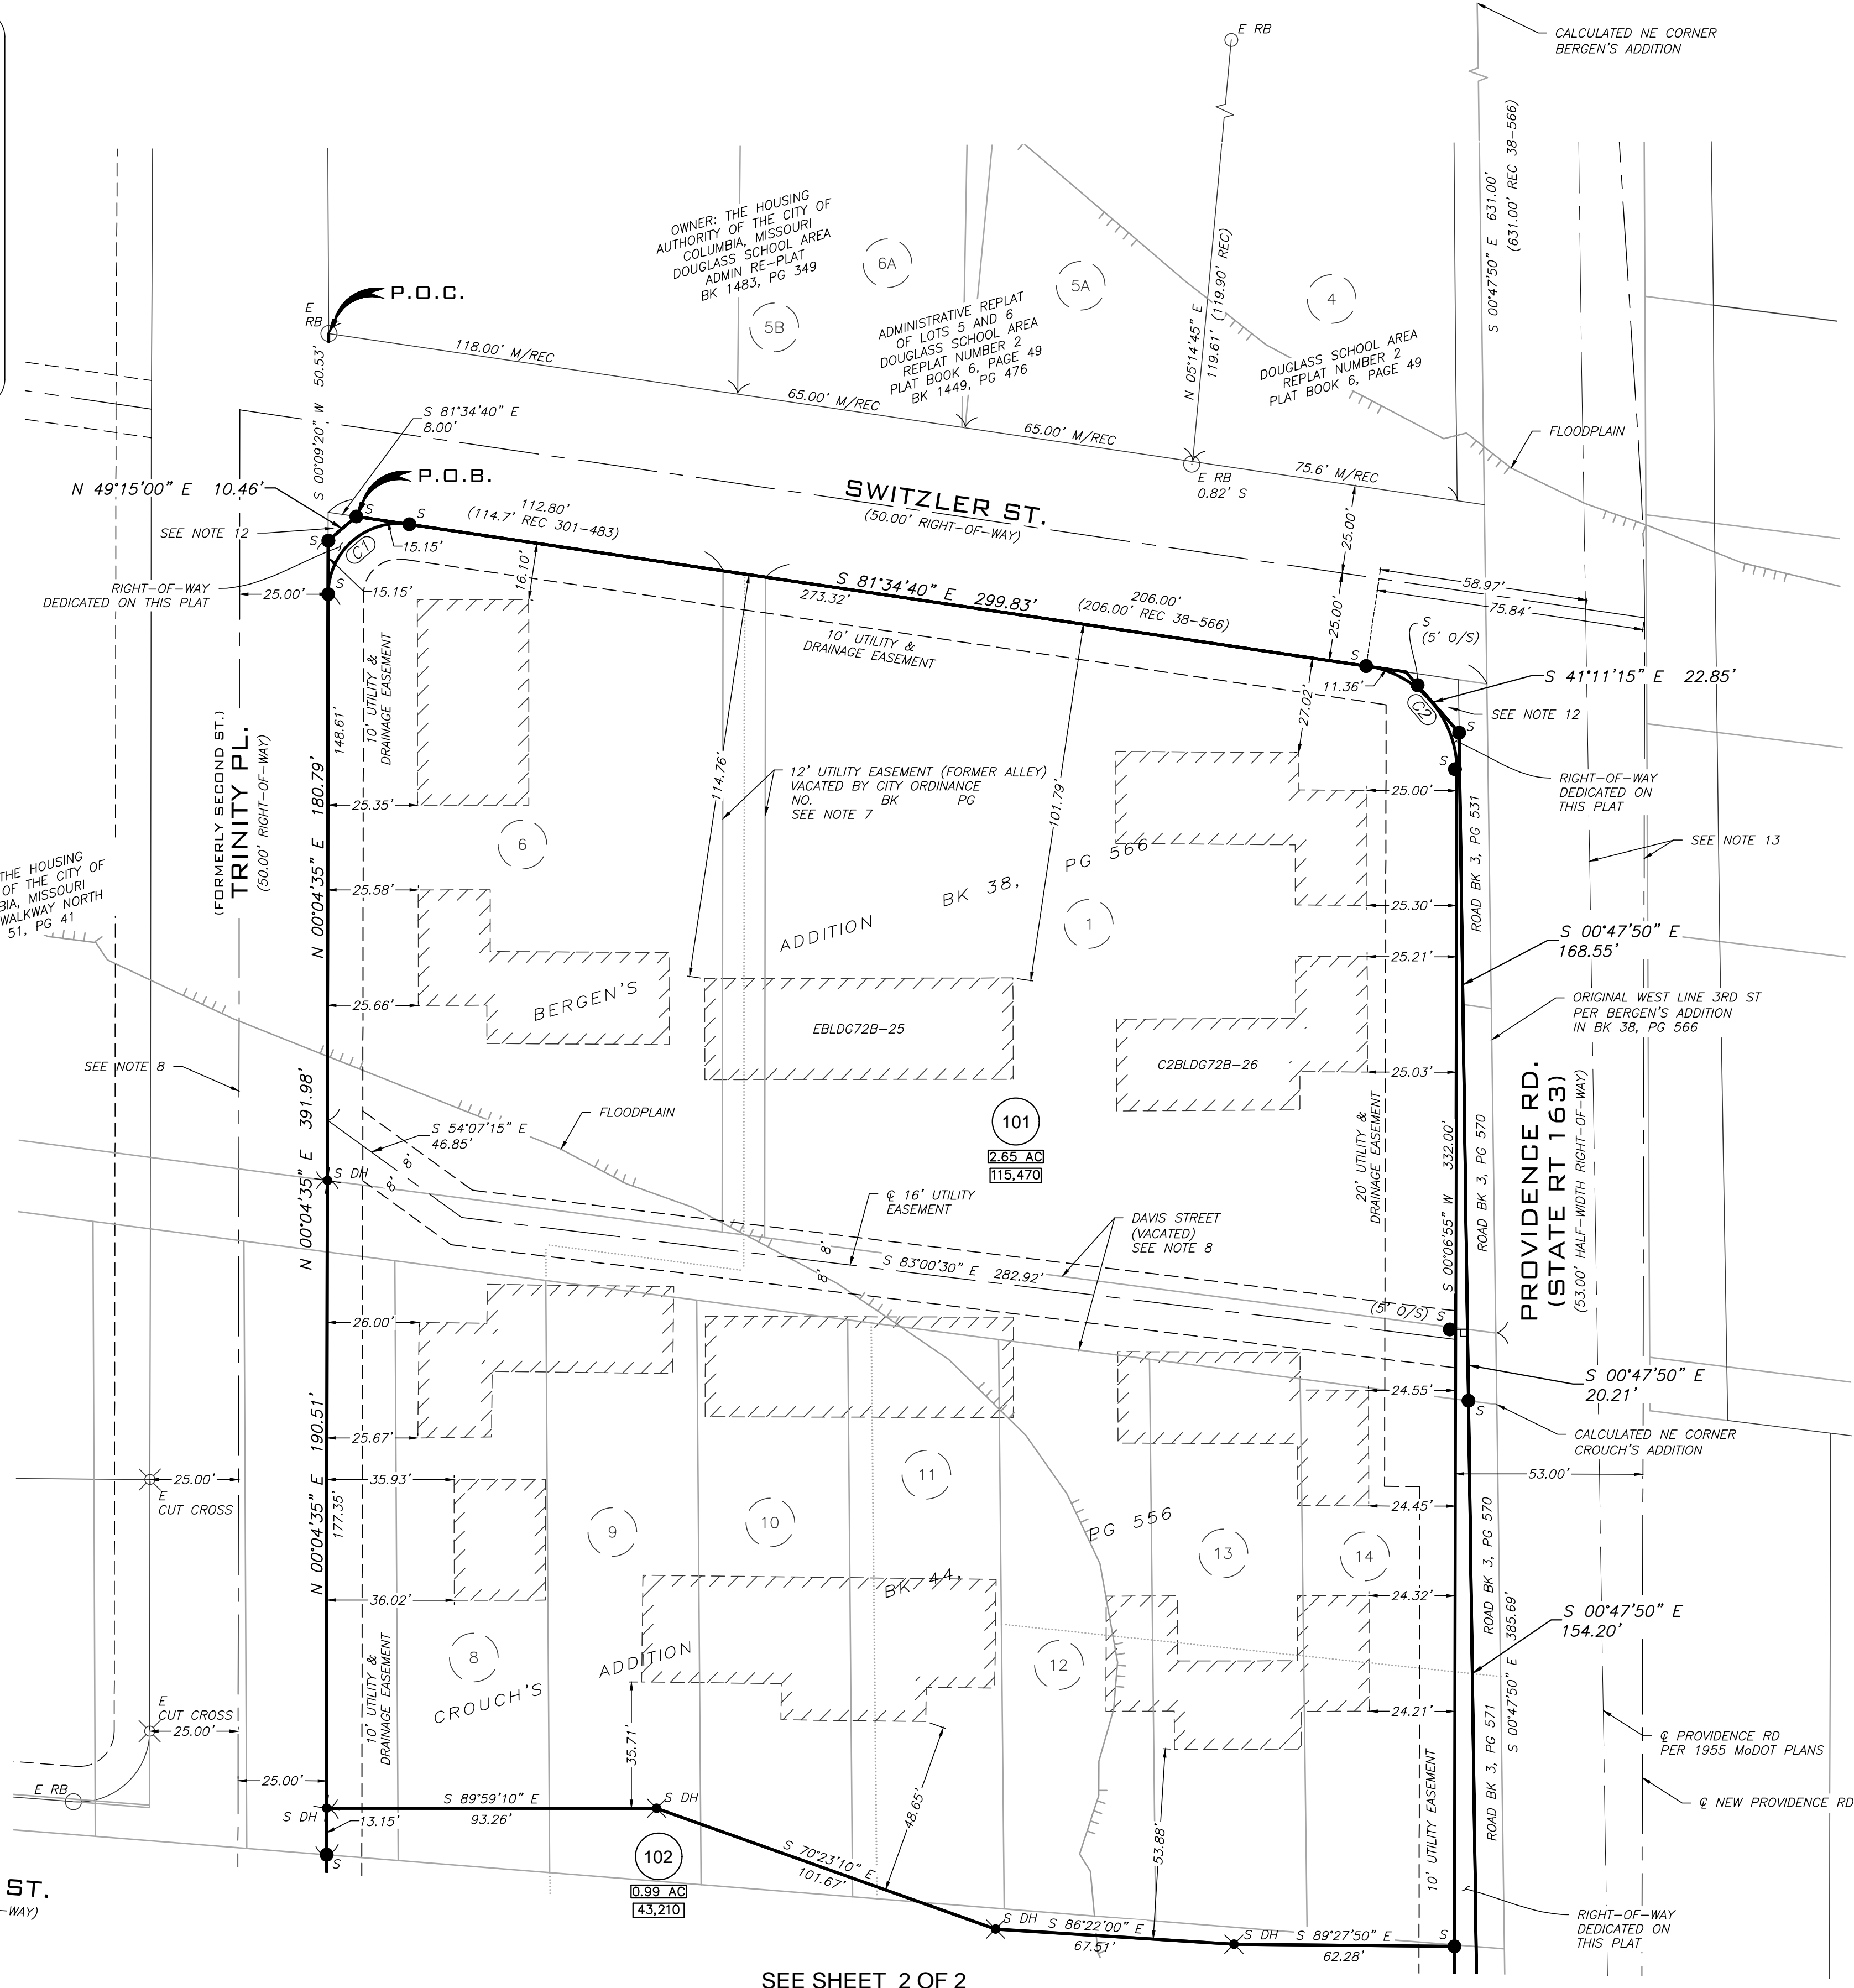 CALCULATED NE CORNER
BERGEN'S ADDITION
E RB
S 00°47'50" E 631.00'
(631.00' REC 38-566)
OWNER: THE HOUSING
AUTHORITY OF THE CITY OF
COLUMBIA, MISSOURI
DOUGLASS SCHOOL AREA
ADMIN RE-PLAT
BK 1483, PG 349
6A
5B
5A
4
ADMINISTRATIVE REPLAT
OF LOTS 5 AND 6
DOUGLASS SCHOOL AREA
REPLAT NUMBER 2
PLAT BOOK 6, PAGE 49
BK 1449, PG 476
N 05°14'45" E
119.61' (119.90' REC)
DOUGLASS SCHOOL AREA
REPLAT NUMBER 2
PLAT BOOK 6, PAGE 49
P.O.C.
E
RB
118.00' M/REC
65.00' M/REC
65.00' M/REC
75.6' M/REC
FLOODPLAIN
E RB
0.82' S
S 00°09'20" W 50.53'
S 81°34'40" E
8.00'
P.O.B.
N 49°15'00" E 10.46'
SEE NOTE 12
S
S
S
C1
15.15'
15.15'
RIGHT-OF-WAY
DEDICATED ON THIS PLAT
25.00'
112.80'
(114.7' REC 301-483)
16.10'
SWITZLER ST.
(50.00' RIGHT-OF-WAY)
S 81°34'40" E 299.83'
273.32'
206.00'
(206.00' REC 38-566)
10' UTILITY &
DRAINAGE EASEMENT
25.00'
25.00'
58.97'
75.84'
S
(5' O/S)
S
11.36'
27.02'
S 41°11'15" E 22.85'
SEE NOTE 12
C2
S
S
RIGHT-OF-WAY
DEDICATED ON
THIS PLAT
(FORMERLY SECOND ST.)
TRINITY PL.
(50.00' RIGHT-OF-WAY)
N 00°04'35" E 180.79'
148.61'
10' UTILITY &
DRAINAGE EASEMENT
25.35'
25.58'
25.66'
6
114.76'
101.79'
12' UTILITY EASEMENT (FORMER ALLEY)
VACATED BY CITY ORDINANCE
NO. BK PG
SEE NOTE 7
BERGEN'S
ADDITION
BK 38,
PG 566
1
25.00'
25.30'
25.21'
25.03'
EBLDG72B-25
C2BLDG72B-26
ROAD BK 3, PG 531
SEE NOTE 13
S 00°47'50" E
168.55'
ORIGINAL WEST LINE 3RD ST
PER BERGEN'S ADDITION
IN BK 38, PG 566
THE HOUSING
OF THE CITY OF
BIA, MISSOURI
WALKWAY NORTH
51, PG 41
SEE NOTE 8
N 00°04'35" E 391.98'
FLOODPLAIN
S 54°07'15" E
46.85'
8'
8'
S DH
101
2.65 AC
115,470
℄ 16' UTILITY
EASEMENT
DAVIS STREET
(VACATED)
SEE NOTE 8
S 83°00'30" E 282.92'
8'
8'
20' UTILITY &
DRAINAGE EASEMENT
S 00°06'55" W 332.00'
ROAD BK 3, PG 570
PROVIDENCE RD.
(STATE RT 163)
(53.00' HALF-WIDTH RIGHT-OF-WAY)
(5' O/S) S
S 00°47'50" E
20.21'
S
CALCULATED NE CORNER
CROUCH'S ADDITION
53.00'
26.00'
25.67'
35.93'
36.02'
24.55'
24.45'
24.32'
24.21'
N 00°04'35" E 190.51'
177.35'
25.00'
E
CUT CROSS
E
CUT CROSS
25.00'
E RB
25.00'
8
9
10
11
12
13
14
CROUCH'S
ADDITION
BK 44,
PG 556
10' UTILITY &
DRAINAGE EASEMENT
35.71'
48.65'
53.88'
ROAD BK 3, PG 570
S 00°47'50" E 385.69'
S 00°47'50" E
154.20'
ROAD BK 3, PG 571
℄ PROVIDENCE RD
PER 1955 MoDOT PLANS
℄ NEW PROVIDENCE RD
10' UTILITY EASEMENT
S DH
13.15'
S
S 89°59'10" E
93.26'
S DH
102
0.99 AC
43,210
S 70°23'10" E
101.67'
S DH
S 86°22'00" E
67.51'
S DH
S 89°27'50" E
62.28'
S
RIGHT-OF-WAY
DEDICATED ON
THIS PLAT
ST.
-WAY)
SEE SHEET 2 OF 2